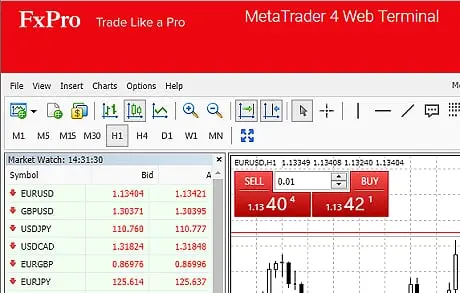 FxPro Trade Like a Pro MetaTrader 4 Web Terminal
File View Insert Charts Options Help
M1 M5 M15 M30 H1 H4 D1 W1 MN
Market Watch: 14:31:30
Symbol Bid
EURUSD 1.13404 1.13421
GBPUSD 1.30371 1.30395
USDJPY 110.760 110.777
USDCAD 1.31824 1.31848
EURGBP 0.86976 0.86996
EURJPY 125.614 125.637
EURUSD,H1 1.13349 1.13408 1.13240 1.13404
SELL 0.01 BUY
1.13 40 4 1.13 42 1